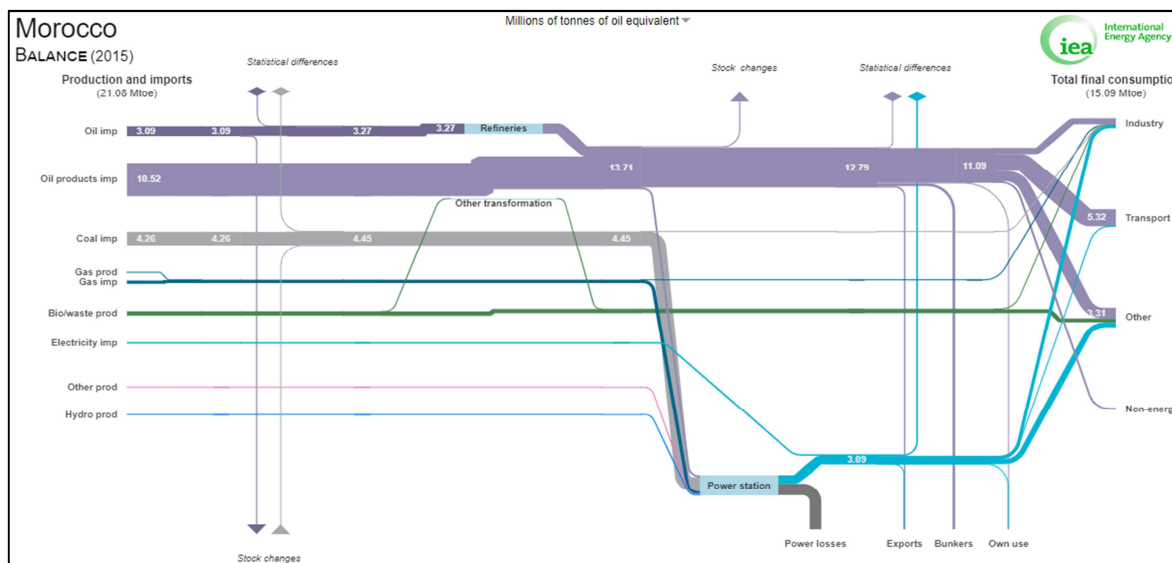 Morocco
BALANCE (2015)
Millions of tonnes of oil equivalent
iea
International
Energy Agency
Production and imports
(21.08 Mtoe)
Statistical differences
Stock changes
Statistical differences
Total final consumptio
(15.09 Mtoe)
Oil imp
3.09
3.09
3.27
3.27
Refineries
Industry
Oil products imp
10.52
13.71
12.79
11.09
Other transformation
5.32
Transport
Coal imp
4.26
4.26
4.45
4.45
Gas prod
Gas imp
Bio/waste prod
3.31
Other
Electricity imp
Other prod
Hydro prod
Non-energ
3.09
Power station
Power losses
Exports
Bunkers
Own use
Stock changes